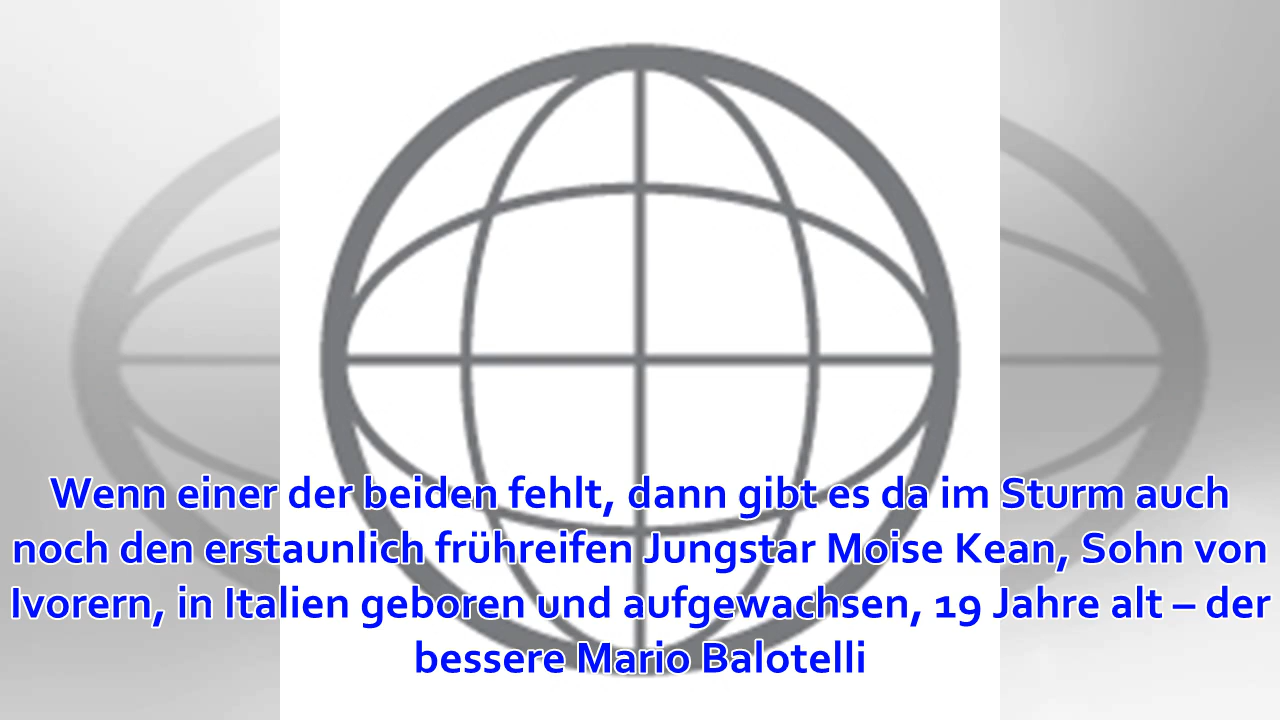 Wenn einer der beiden fehlt, dann gibt es da im Sturm auch
noch den erstaunlich frühreifen Jungstar Moise Kean, Sohn von
Ivorern, in Italien geboren und aufgewachsen, 19 Jahre alt – der
bessere Mario Balotelli